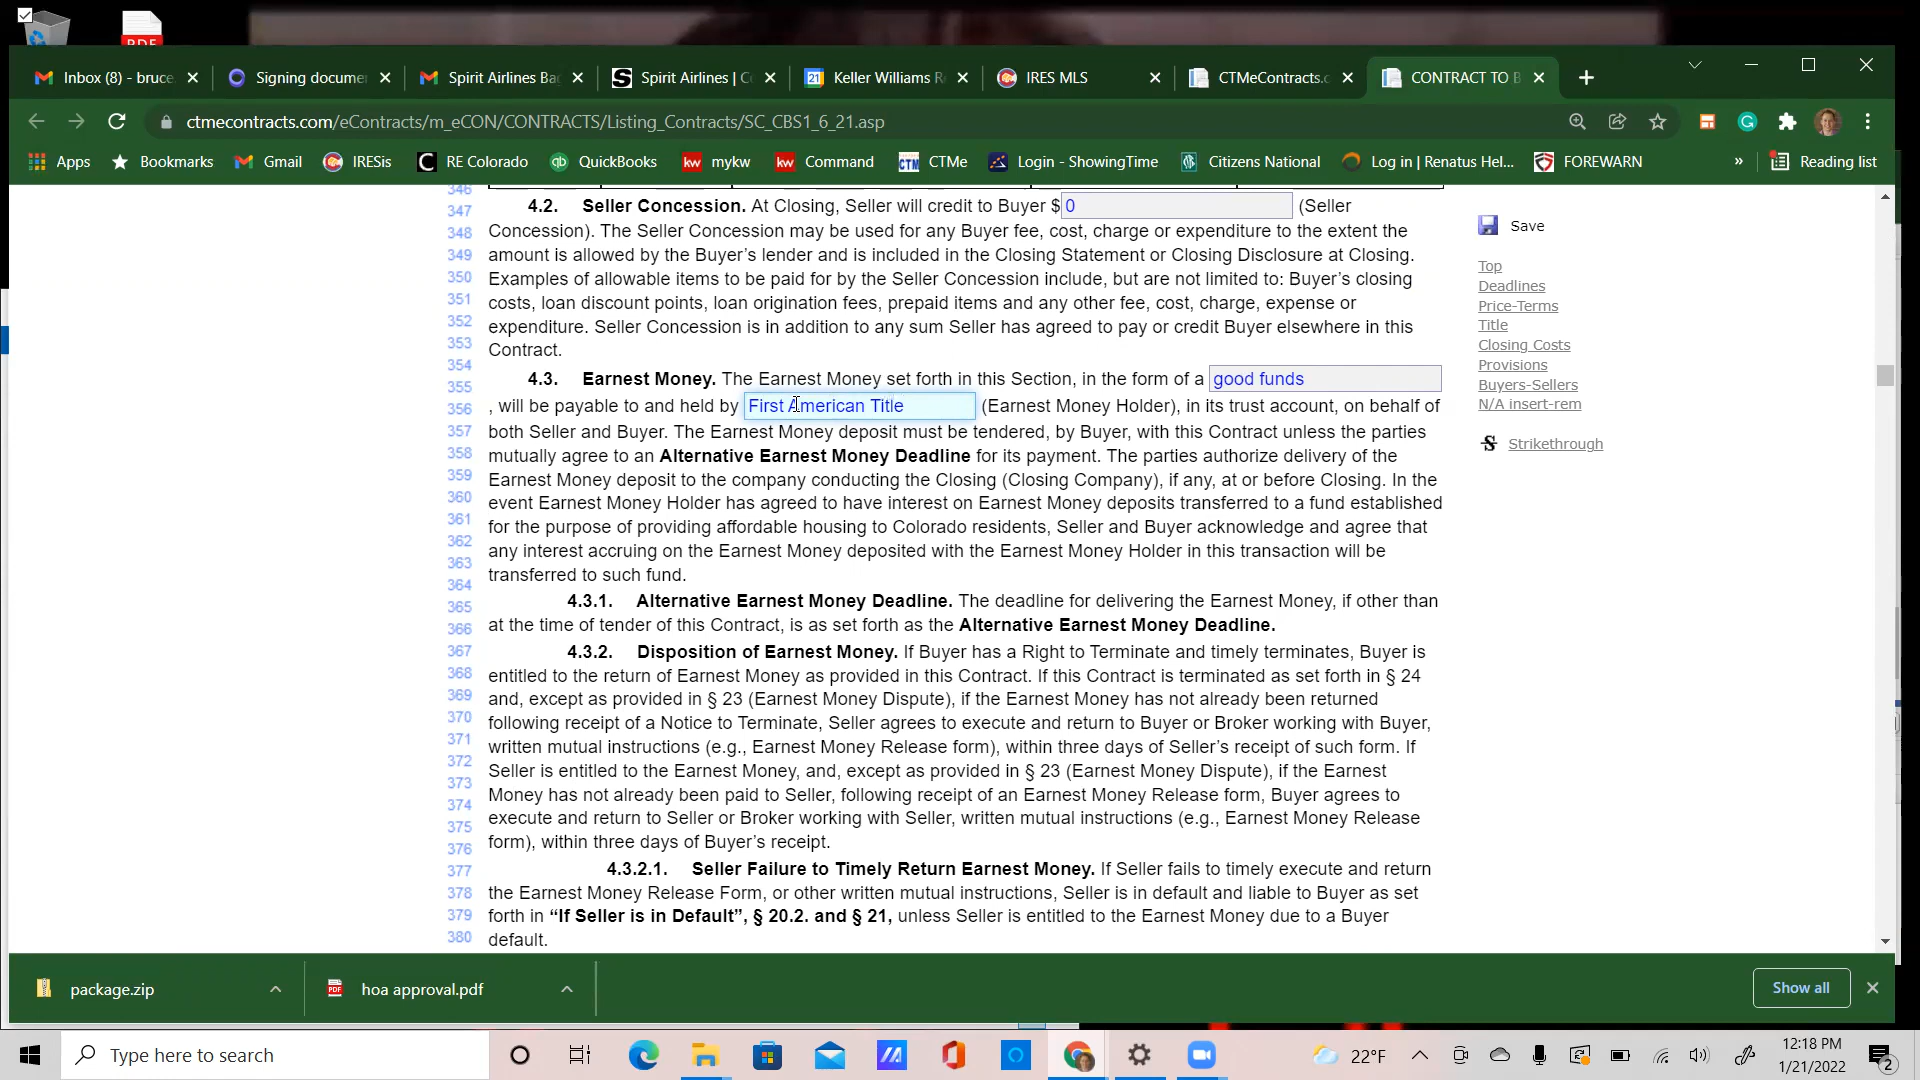 PDF
Inbox (8) - bruce.
Signing documen
Spirit Airlines Bag
Spirit Airlines | Co
Keller Williams Re
IRES MLS
CTMeContracts.c
CONTRACT TO B
ctmecontracts.com/eContracts/m_eCON/CONTRACTS/Listing_Contracts/SC_CBS1_6_21.asp
Apps
Bookmarks
Gmail
IRESis
RE Colorado
QuickBooks
mykw
Command
CTMe
Login - ShowingTime
Citizens National
Log in | Renatus Hel...
FOREWARN
»
Reading list
346
347 4.2. Seller Concession. At Closing, Seller will credit to Buyer $ 0 (Seller
348 Concession). The Seller Concession may be used for any Buyer fee, cost, charge or expenditure to the extent the
349 amount is allowed by the Buyer's lender and is included in the Closing Statement or Closing Disclosure at Closing.
350 Examples of allowable items to be paid for by the Seller Concession include, but are not limited to: Buyer's closing
351 costs, loan discount points, loan origination fees, prepaid items and any other fee, cost, charge, expense or
352 expenditure. Seller Concession is in addition to any sum Seller has agreed to pay or credit Buyer elsewhere in this
353 Contract.
354 4.3. Earnest Money. The Earnest Money set forth in this Section, in the form of a good funds
355
356 , will be payable to and held by First American Title (Earnest Money Holder), in its trust account, on behalf of
357 both Seller and Buyer. The Earnest Money deposit must be tendered, by Buyer, with this Contract unless the parties
358 mutually agree to an Alternative Earnest Money Deadline for its payment. The parties authorize delivery of the
359 Earnest Money deposit to the company conducting the Closing (Closing Company), if any, at or before Closing. In the
360 event Earnest Money Holder has agreed to have interest on Earnest Money deposits transferred to a fund established
361 for the purpose of providing affordable housing to Colorado residents, Seller and Buyer acknowledge and agree that
362 any interest accruing on the Earnest Money deposited with the Earnest Money Holder in this transaction will be
363 transferred to such fund.
364
365 4.3.1. Alternative Earnest Money Deadline. The deadline for delivering the Earnest Money, if other than
366 at the time of tender of this Contract, is as set forth as the Alternative Earnest Money Deadline.
367 4.3.2. Disposition of Earnest Money. If Buyer has a Right to Terminate and timely terminates, Buyer is
368 entitled to the return of Earnest Money as provided in this Contract. If this Contract is terminated as set forth in § 24
369 and, except as provided in § 23 (Earnest Money Dispute), if the Earnest Money has not already been returned
370 following receipt of a Notice to Terminate, Seller agrees to execute and return to Buyer or Broker working with Buyer,
371 written mutual instructions (e.g., Earnest Money Release form), within three days of Seller's receipt of such form. If
372 Seller is entitled to the Earnest Money, and, except as provided in § 23 (Earnest Money Dispute), if the Earnest
373 Money has not already been paid to Seller, following receipt of an Earnest Money Release form, Buyer agrees to
374 execute and return to Seller or Broker working with Seller, written mutual instructions (e.g., Earnest Money Release
375
376 form), within three days of Buyer's receipt.
377 4.3.2.1. Seller Failure to Timely Return Earnest Money. If Seller fails to timely execute and return
378 the Earnest Money Release Form, or other written mutual instructions, Seller is in default and liable to Buyer as set
379 forth in “If Seller is in Default”, § 20.2. and § 21, unless Seller is entitled to the Earnest Money due to a Buyer
380 default.
Save
Top
Deadlines
Price-Terms
Title
Closing Costs
Provisions
Buyers-Sellers
N/A insert-rem
Strikethrough
package.zip
hoa approval.pdf
Show all
Type here to search
22°F
12:18 PM
1/21/2022
2